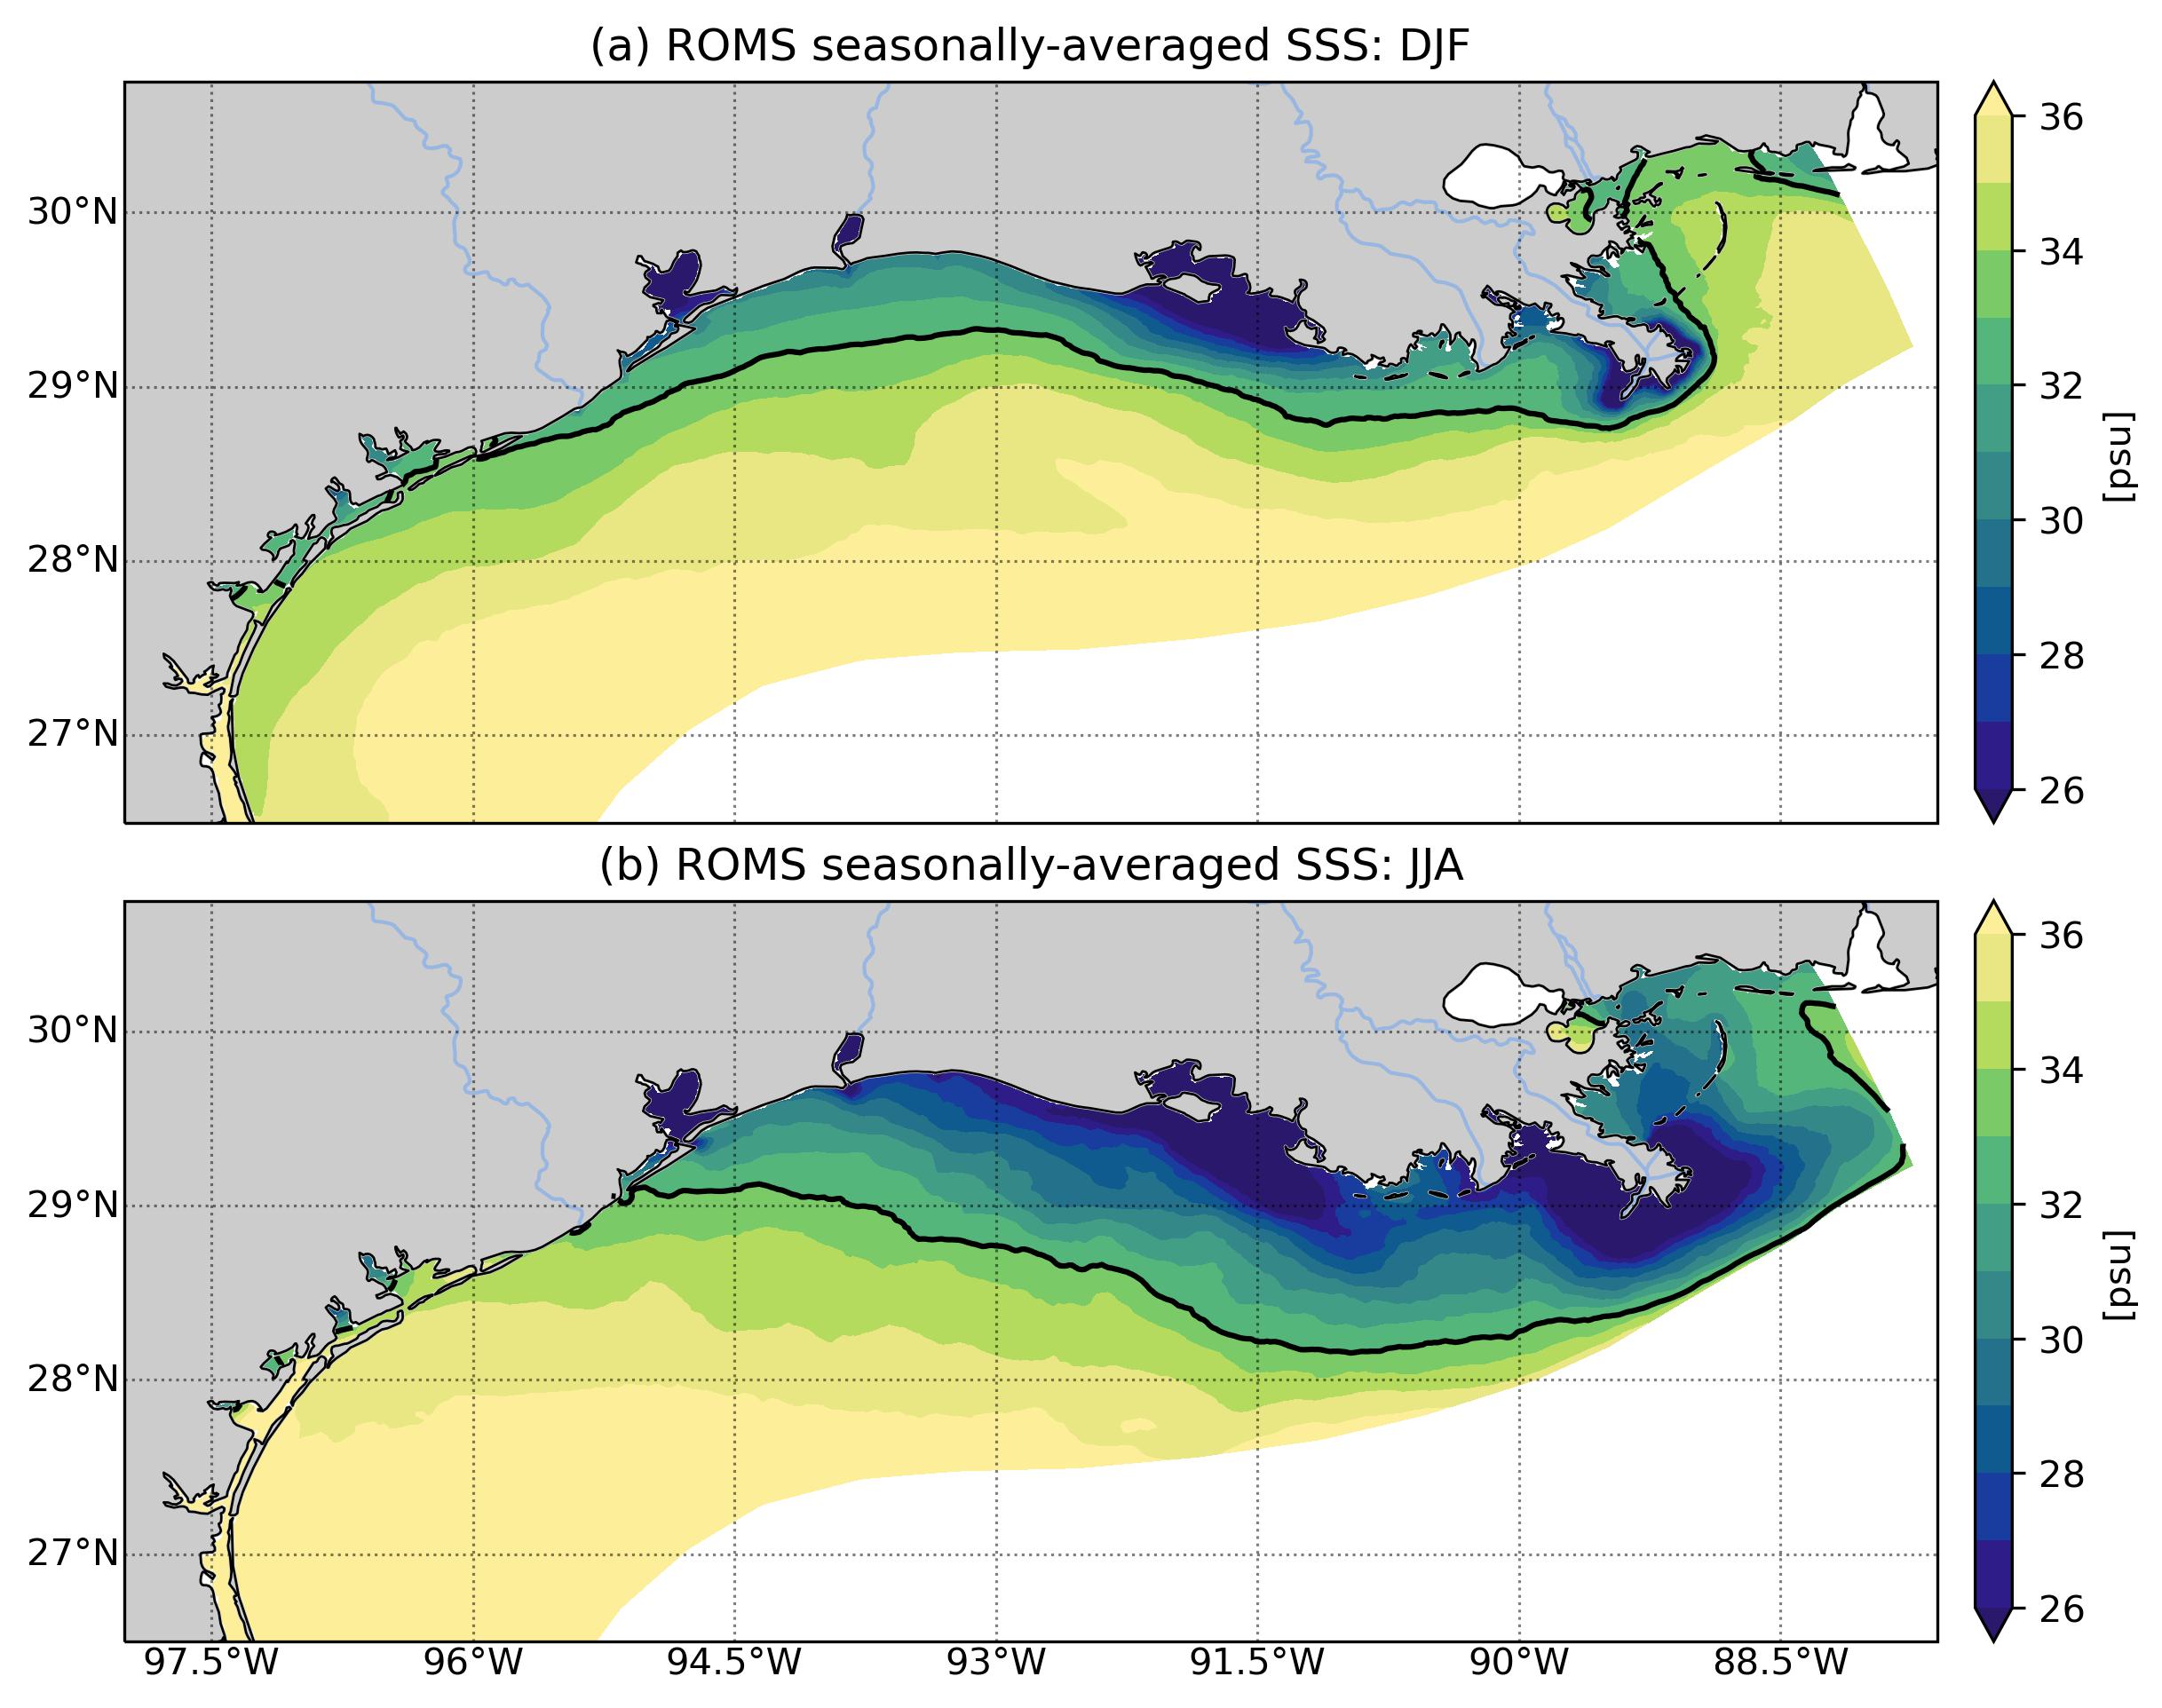 (a) ROMS seasonally-averaged SSS: DJF
30°N
29°N
28°N
27°N
36
34
32
30
28
26
[psu]
(b) ROMS seasonally-averaged SSS: JJA
30°N
29°N
28°N
27°N
97.5°W 96°W 94.5°W 93°W 91.5°W 90°W 88.5°W
36
34
32
30
28
26
[psu]